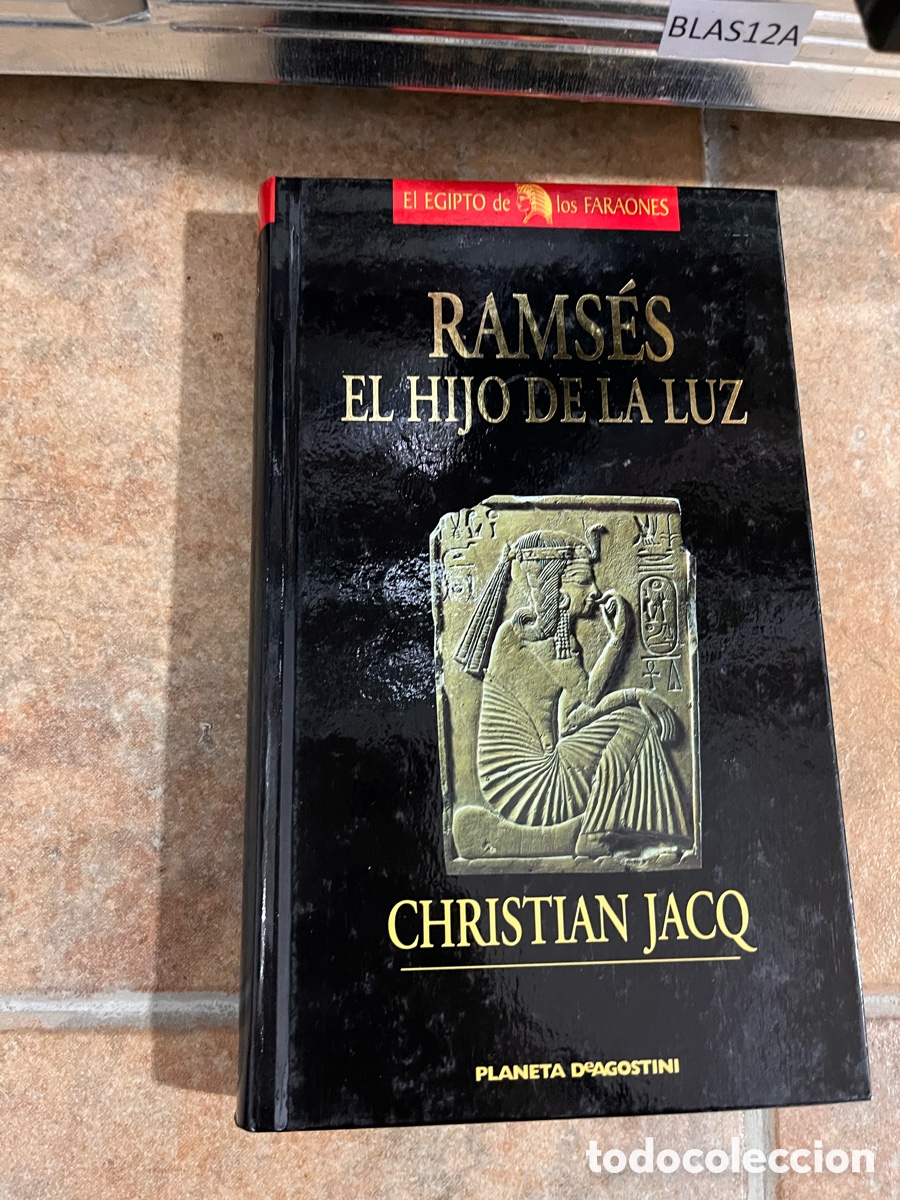 BLAS12A
El EGIPTO de los FARAONES
RAMSÉS
EL HIJO DE LA LUZ
CHRISTIAN JACQ
PLANETA DeAGOSTINI
todocoleccion